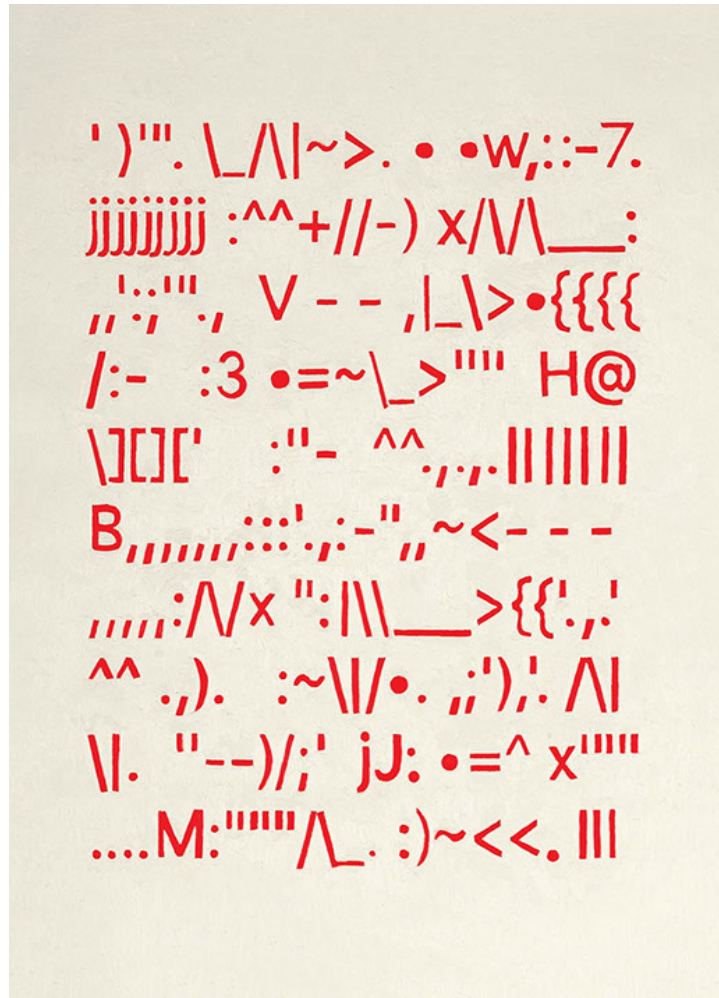 ' )'''. \_/\|~>. • •w,::-7.
jjjjjjjjj :^^+//-) x/\/\___:
,,':;'''., V - - ,|_\>•{{{{
/:- :3 •=~\_>"" H@
\][][' :"- ^^.,.,.|||||||
B,,,,,,,:::'.,:-",,~<- - -
,,,,,:/\/x ":|\\___>{{'.,.'
^^ .,). :~\|/•. ,;'),'. /\|
\|. "--)/;' jJ: •=^ x''''
....M:""""/\_. :)~<<. |||